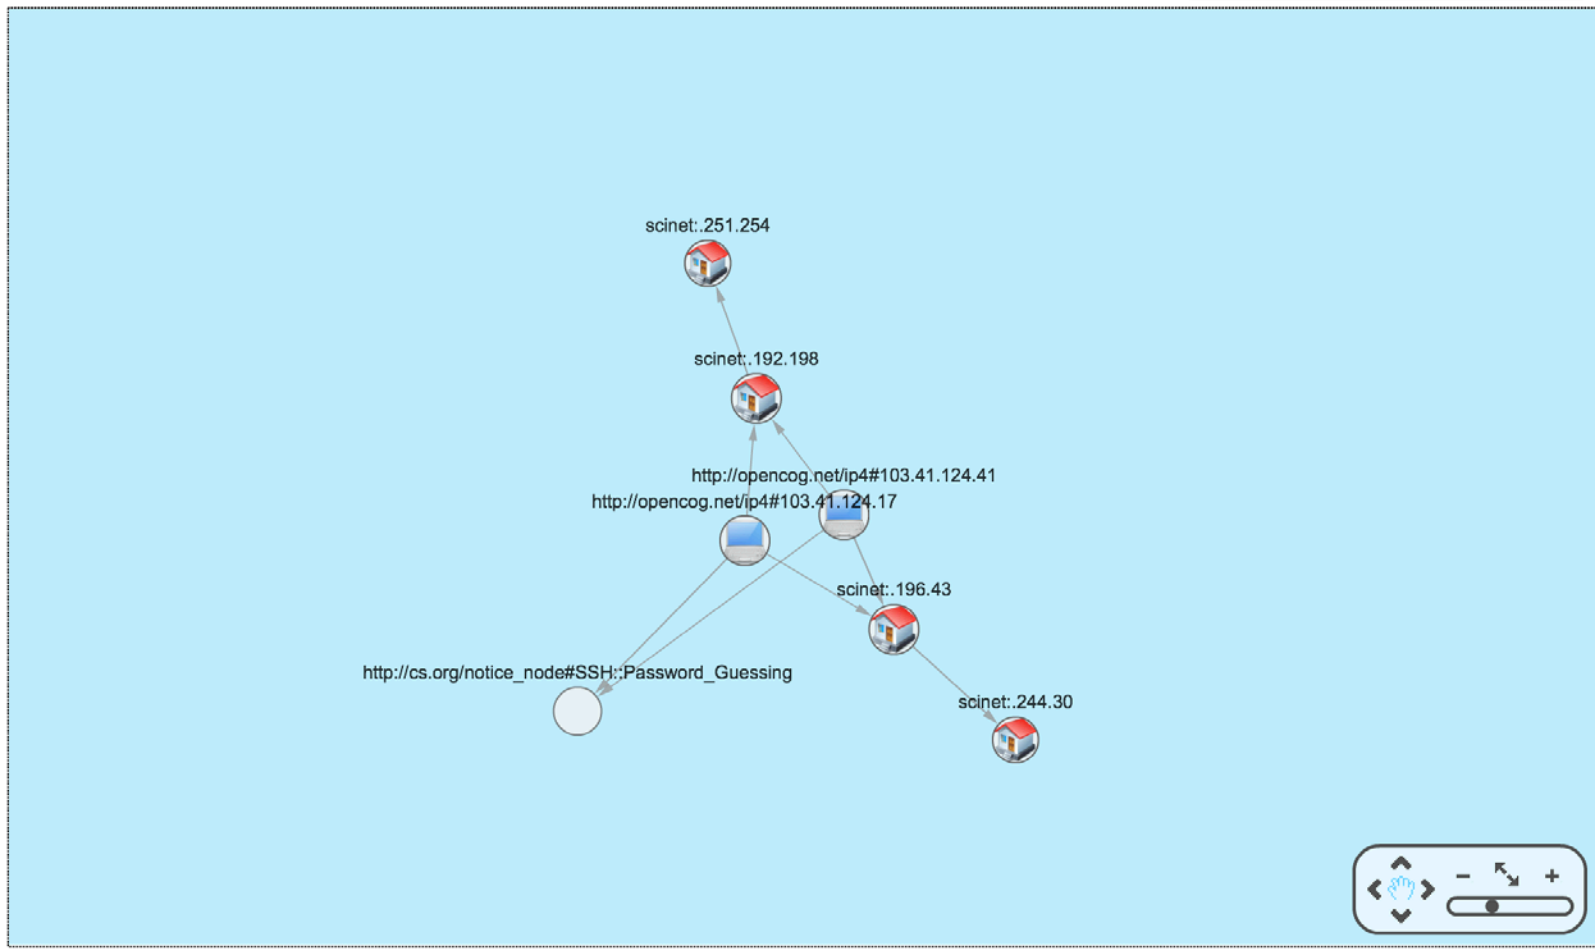 scinet:.251.254
scinet:.192.198
http://opencog.net/ip4#103.41.124.41
http://opencog.net/ip4#103.41.124.17
scinet:.196.43
http://cs.org/notice_node#SSH::Password_Guessing
scinet:.244.30